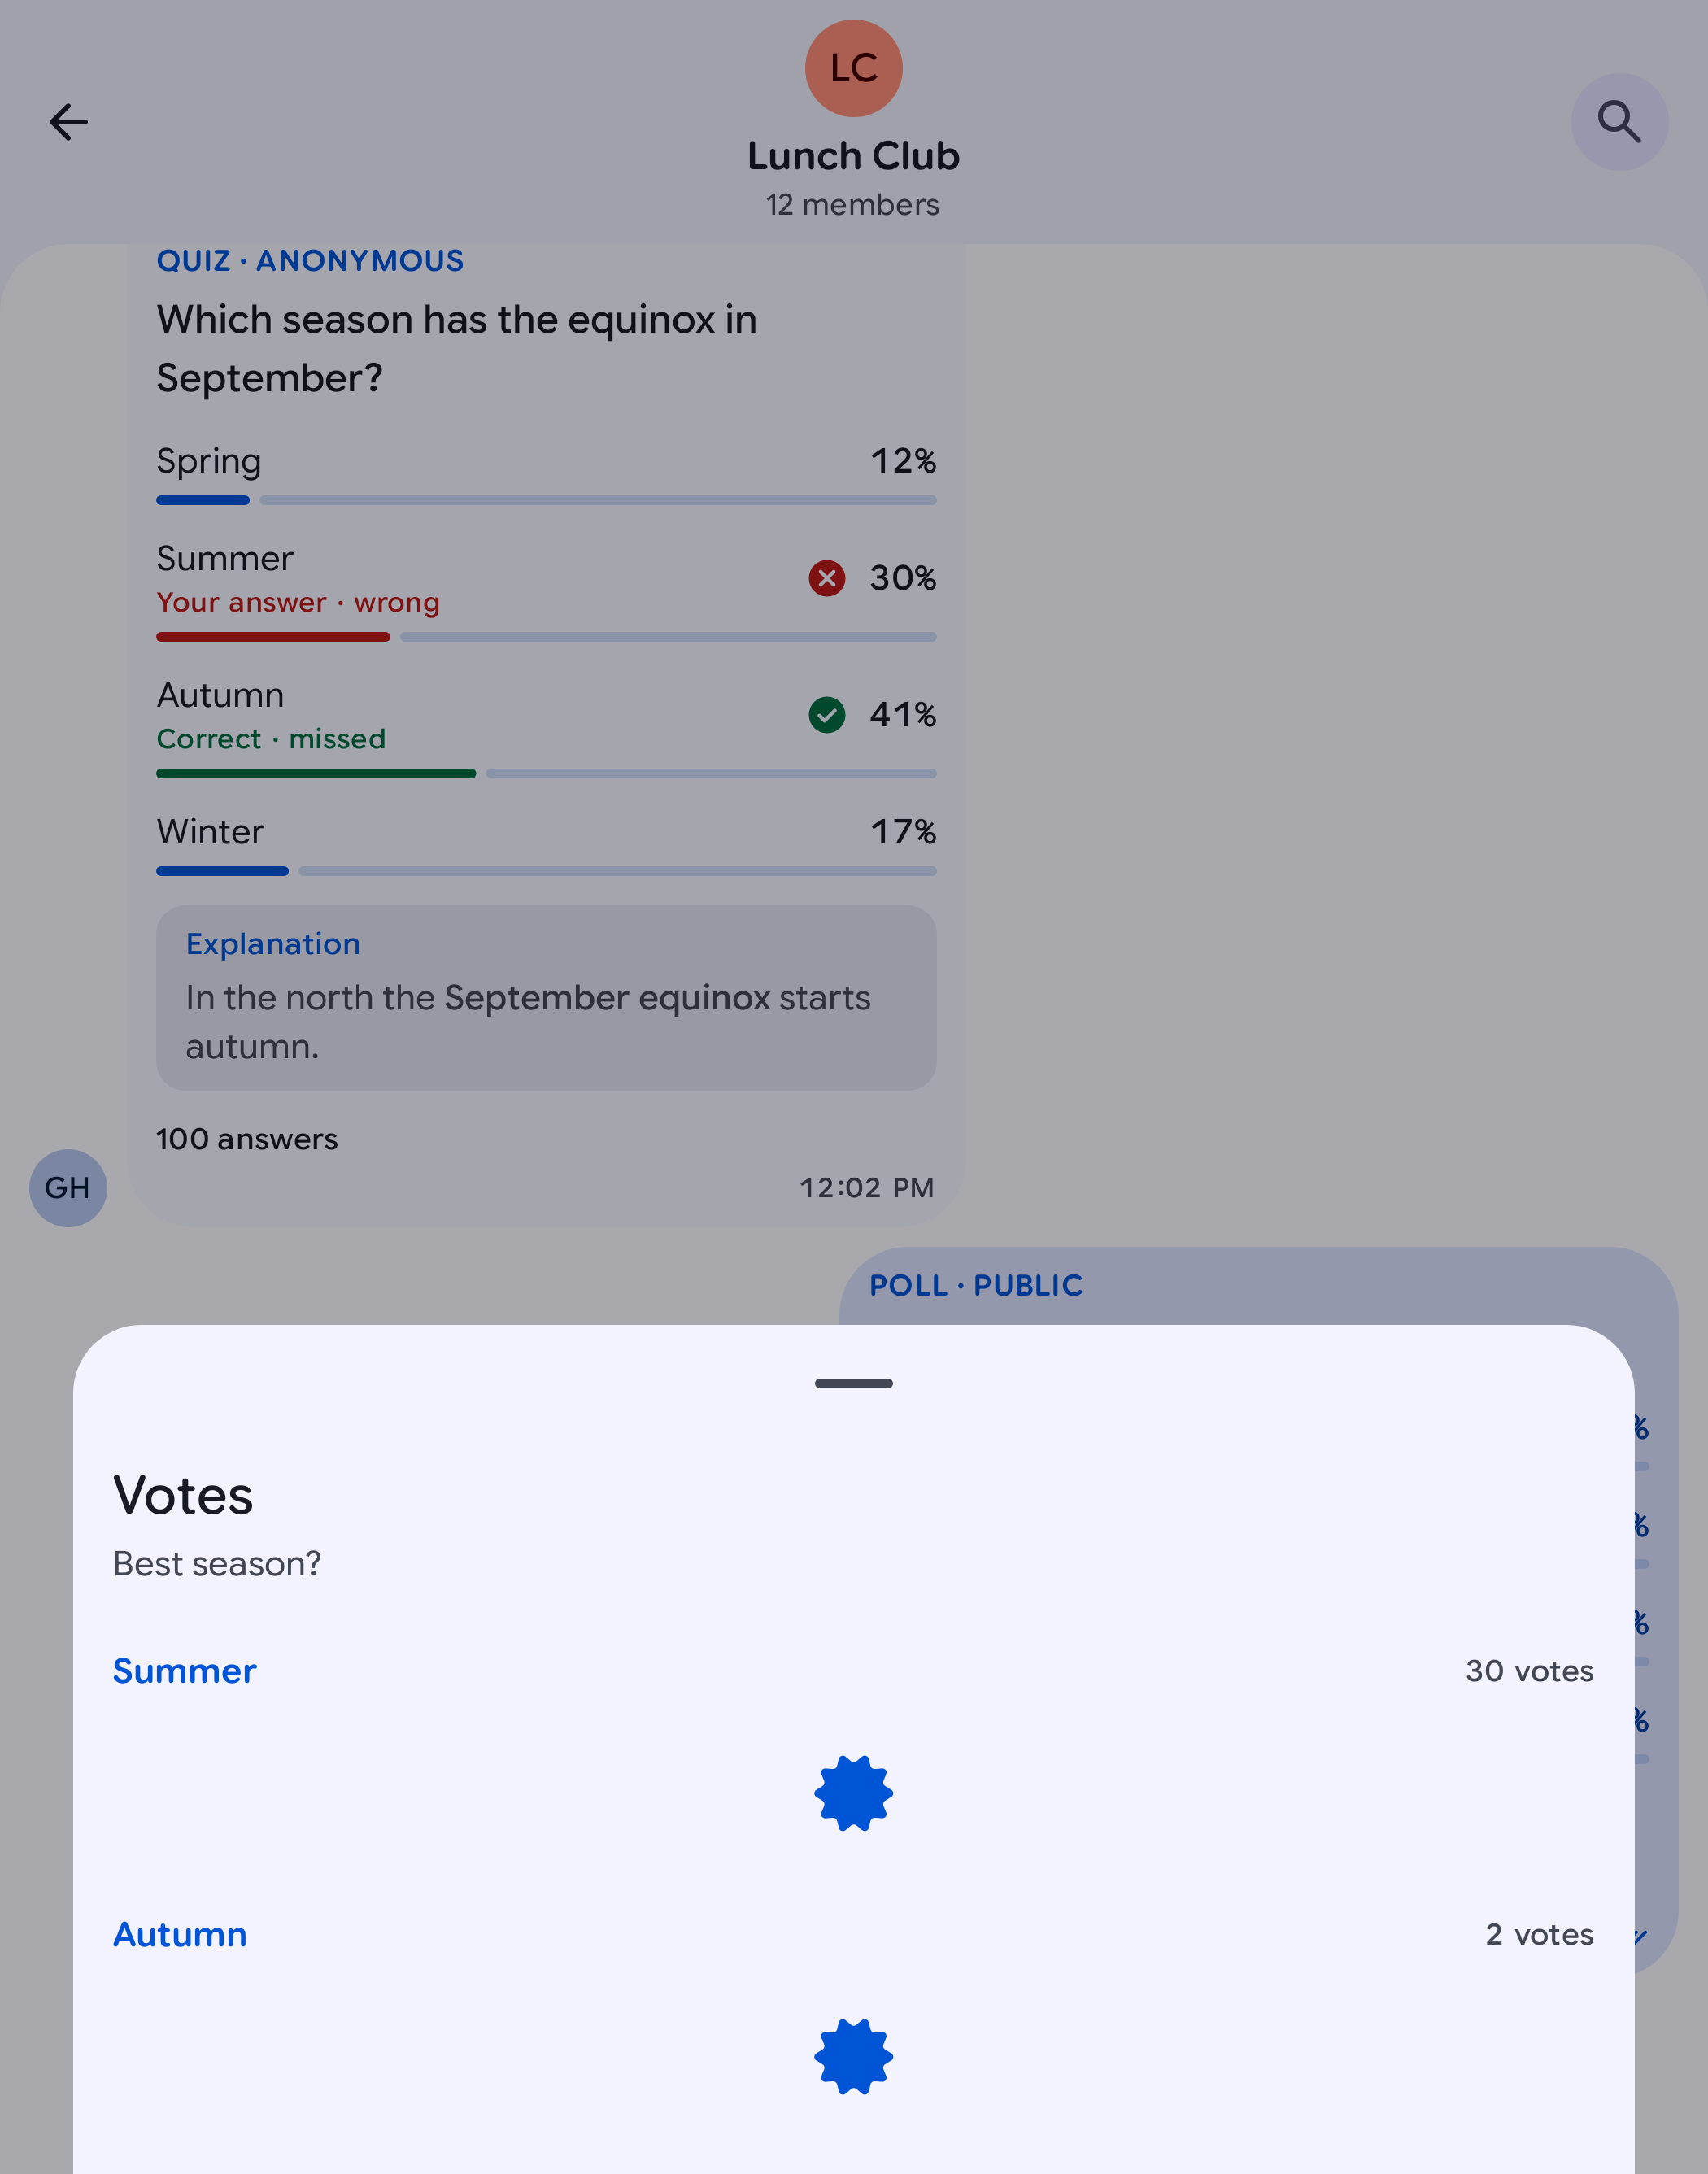 LC
Lunch Club
12 members
QUIZ · ANONYMOUS
Which season has the equinox in
September?
Spring 12%
Summer 30%
Your answer · wrong
Autumn 41%
Correct · missed
Winter 17%
Explanation
In the north the September equinox starts
autumn.
100 answers
GH
12:02 PM
POLL · PUBLIC
%
%
%
%
Votes
Best season?
Summer 30 votes
Autumn 2 votes